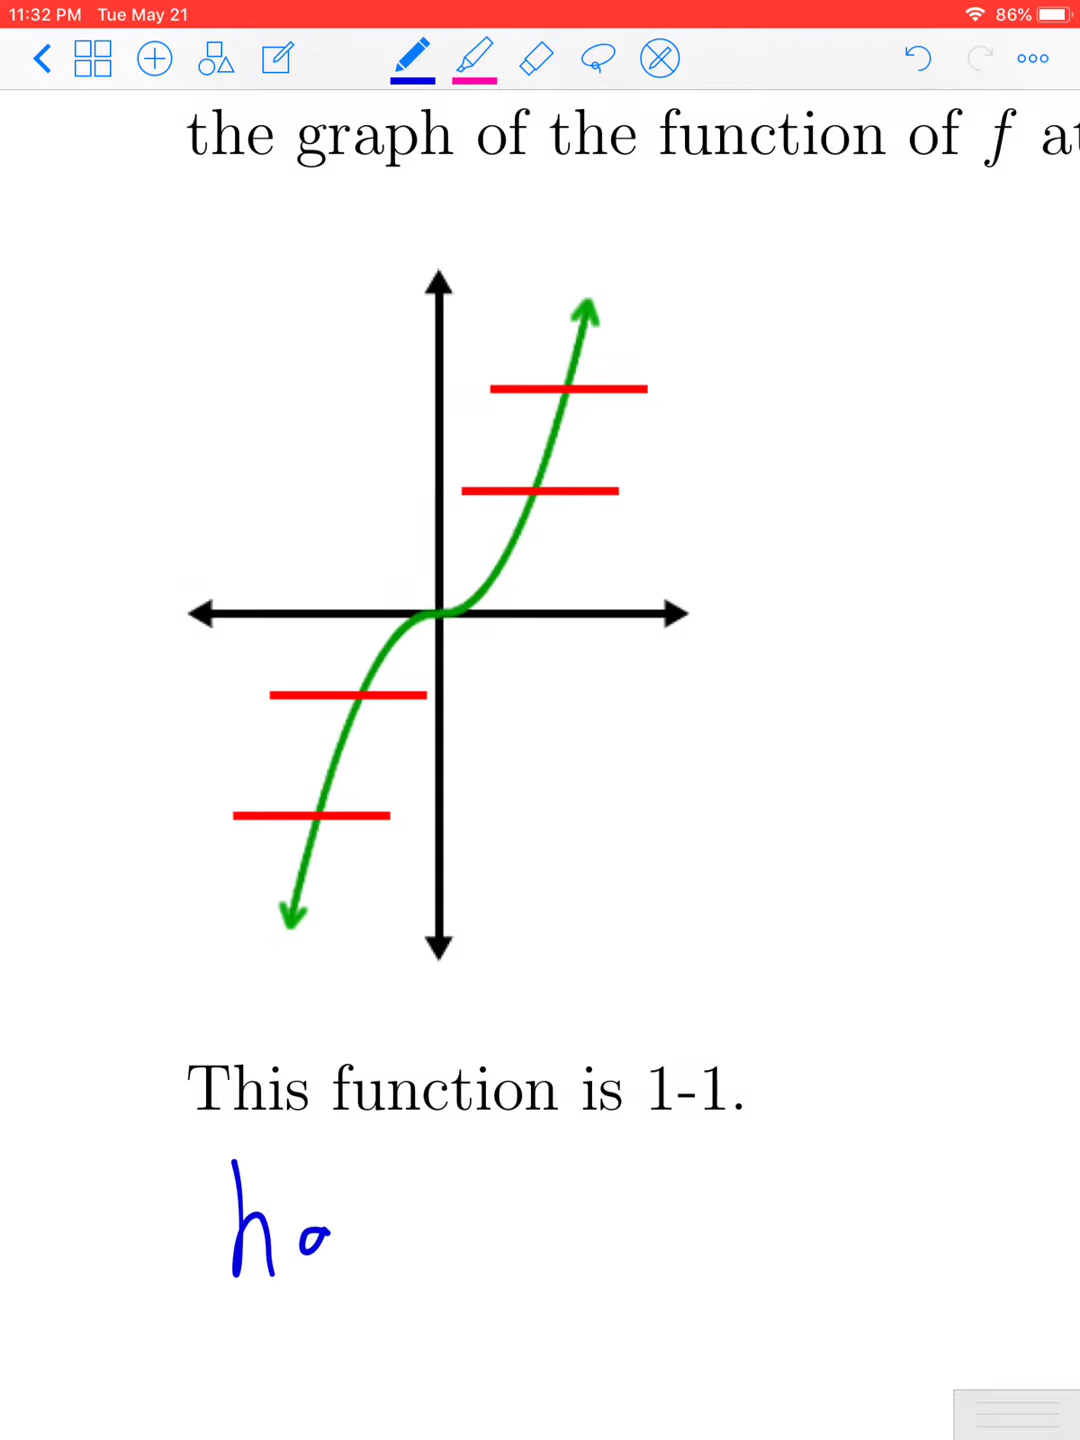 11:32 PM Tue May 21 86%
the graph of the function of f at
This function is 1-1.
ho